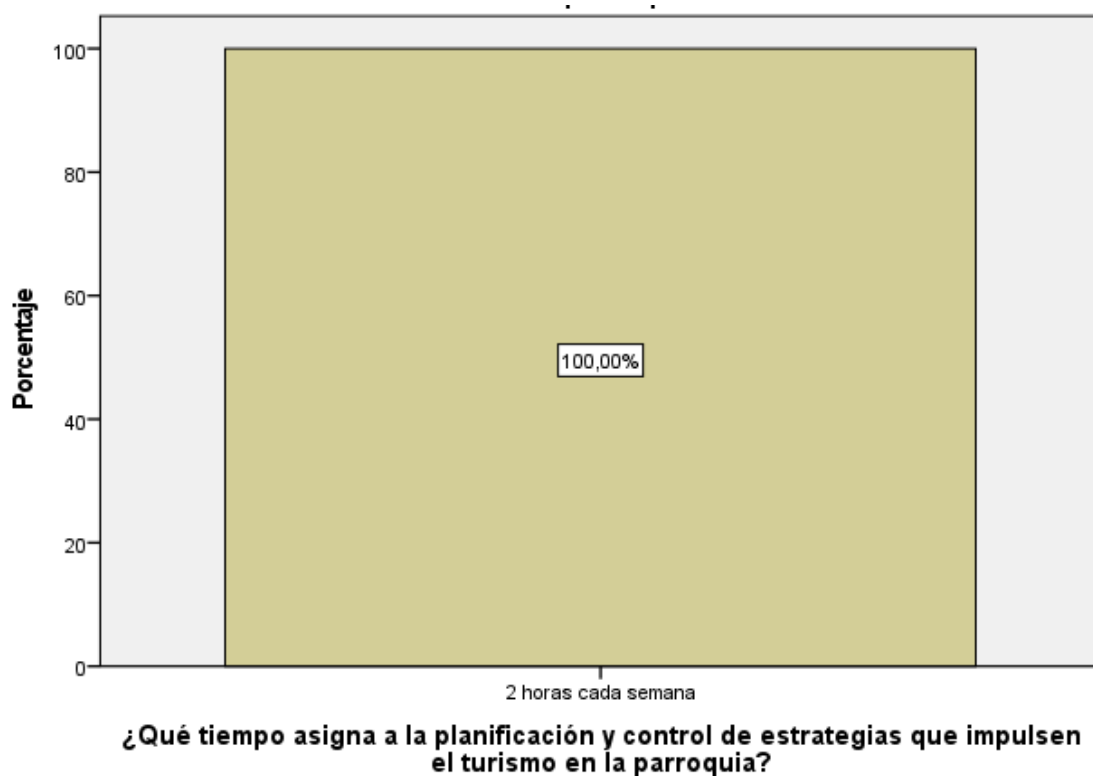 100
80
60
40
20
0
Porcentaje
100,00%
2 horas cada semana
¿Qué tiempo asigna a la planificación y control de estrategias que impulsen
el turismo en la parroquia?